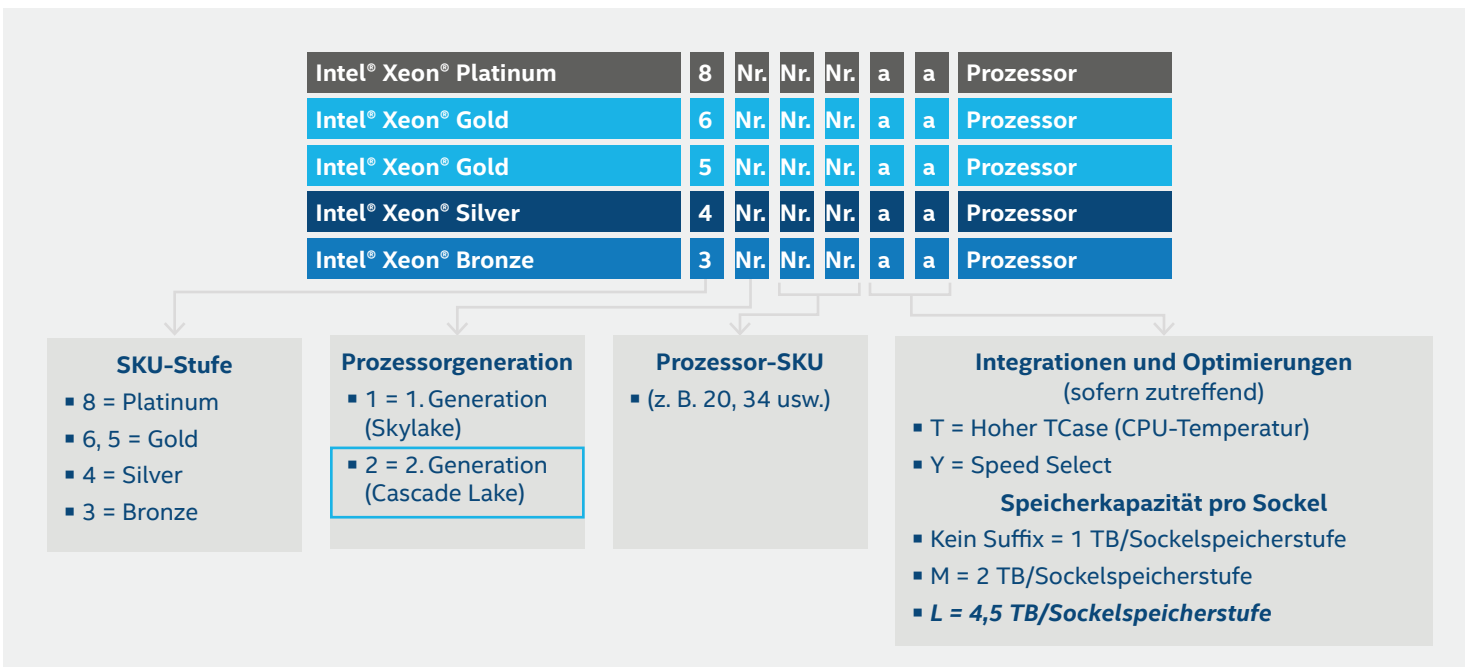 Intel® Xeon® Platinum 8 Nr. Nr. Nr. a a Prozessor
Intel® Xeon® Gold 6 Nr. Nr. Nr. a a Prozessor
Intel® Xeon® Gold 5 Nr. Nr. Nr. a a Prozessor
Intel® Xeon® Silver 4 Nr. Nr. Nr. a a Prozessor
Intel® Xeon® Bronze 3 Nr. Nr. Nr. a a Prozessor
SKU-Stufe
▪ 8 = Platinum
▪ 6, 5 = Gold
▪ 4 = Silver
▪ 3 = Bronze
Prozessorgeneration
▪ 1 = 1. Generation
(Skylake)
▪ 2 = 2. Generation
(Cascade Lake)
Prozessor-SKU
▪ (z. B. 20, 34 usw.)
Integrationen und Optimierungen
(sofern zutreffend)
▪ T = Hoher TCase (CPU-Temperatur)
▪ Y = Speed Select
Speicherkapazität pro Sockel
▪ Kein Suffix = 1 TB/Sockelspeicherstufe
▪ M = 2 TB/Sockelspeicherstufe
▪ L = 4,5 TB/Sockelspeicherstufe